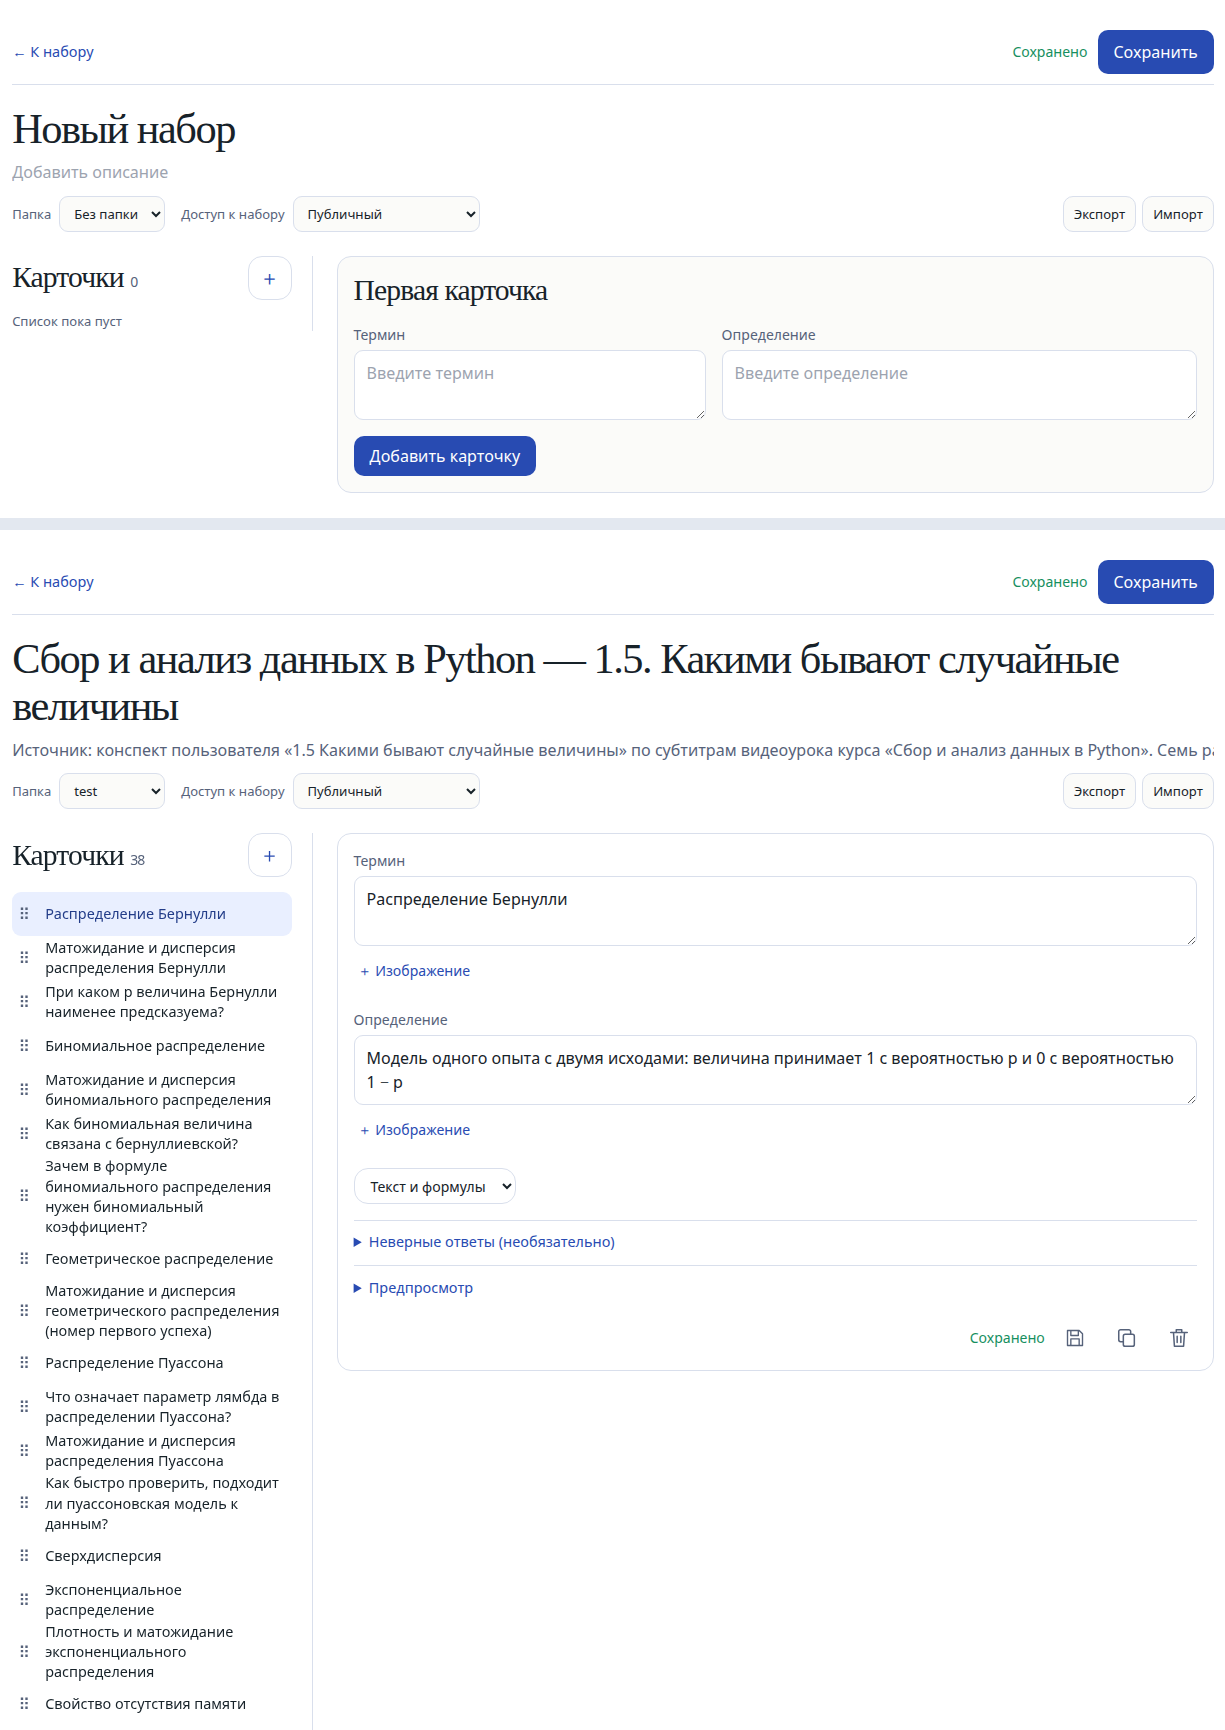 ← К набору
Сохранено
Сохранить
Новый набор
Добавить описание
Папка
Без папки
Доступ к набору
Публичный
Экспорт
Импорт
Карточки 0
+
Список пока пуст
Первая карточка
Термин
Определение
Введите термин
Введите определение
Добавить карточку
← К набору
Сохранено
Сохранить
Сбор и анализ данных в Python — 1.5. Какими бывают случайные
величины
Источник: конспект пользователя «1.5 Какими бывают случайные величины» по субтитрам видеоурока курса «Сбор и анализ данных в Python». Семь
Папка
test
Доступ к набору
Публичный
Экспорт
Импорт
Карточки 38
+
Распределение Бернулли
Матожидание и дисперсия
распределения Бернулли
При каком p величина Бернулли
наименее предсказуема?
Биномиальное распределение
Матожидание и дисперсия
биномиального распределения
Как биномиальная величина
связана с бернуллиевской?
Зачем в формуле
биномиального распределения
нужен биномиальный
коэффициент?
Геометрическое распределение
Матожидание и дисперсия
геометрического распределения
(номер первого успеха)
Распределение Пуассона
Что означает параметр лямбда в
распределении Пуассона?
Матожидание и дисперсия
распределения Пуассона
Как быстро проверить, подходит
ли пуассоновская модель к
данным?
Сверхдисперсия
Экспоненциальное
распределение
Плотность и матожидание
экспоненциального
распределения
Свойство отсутствия памяти
Термин
Распределение Бернулли
+ Изображение
Определение
Модель одного опыта с двумя исходами: величина принимает 1 с вероятностью p и 0 с вероятностью
1 − p
+ Изображение
Текст и формулы
Неверные ответы (необязательно)
Предпросмотр
Сохранено